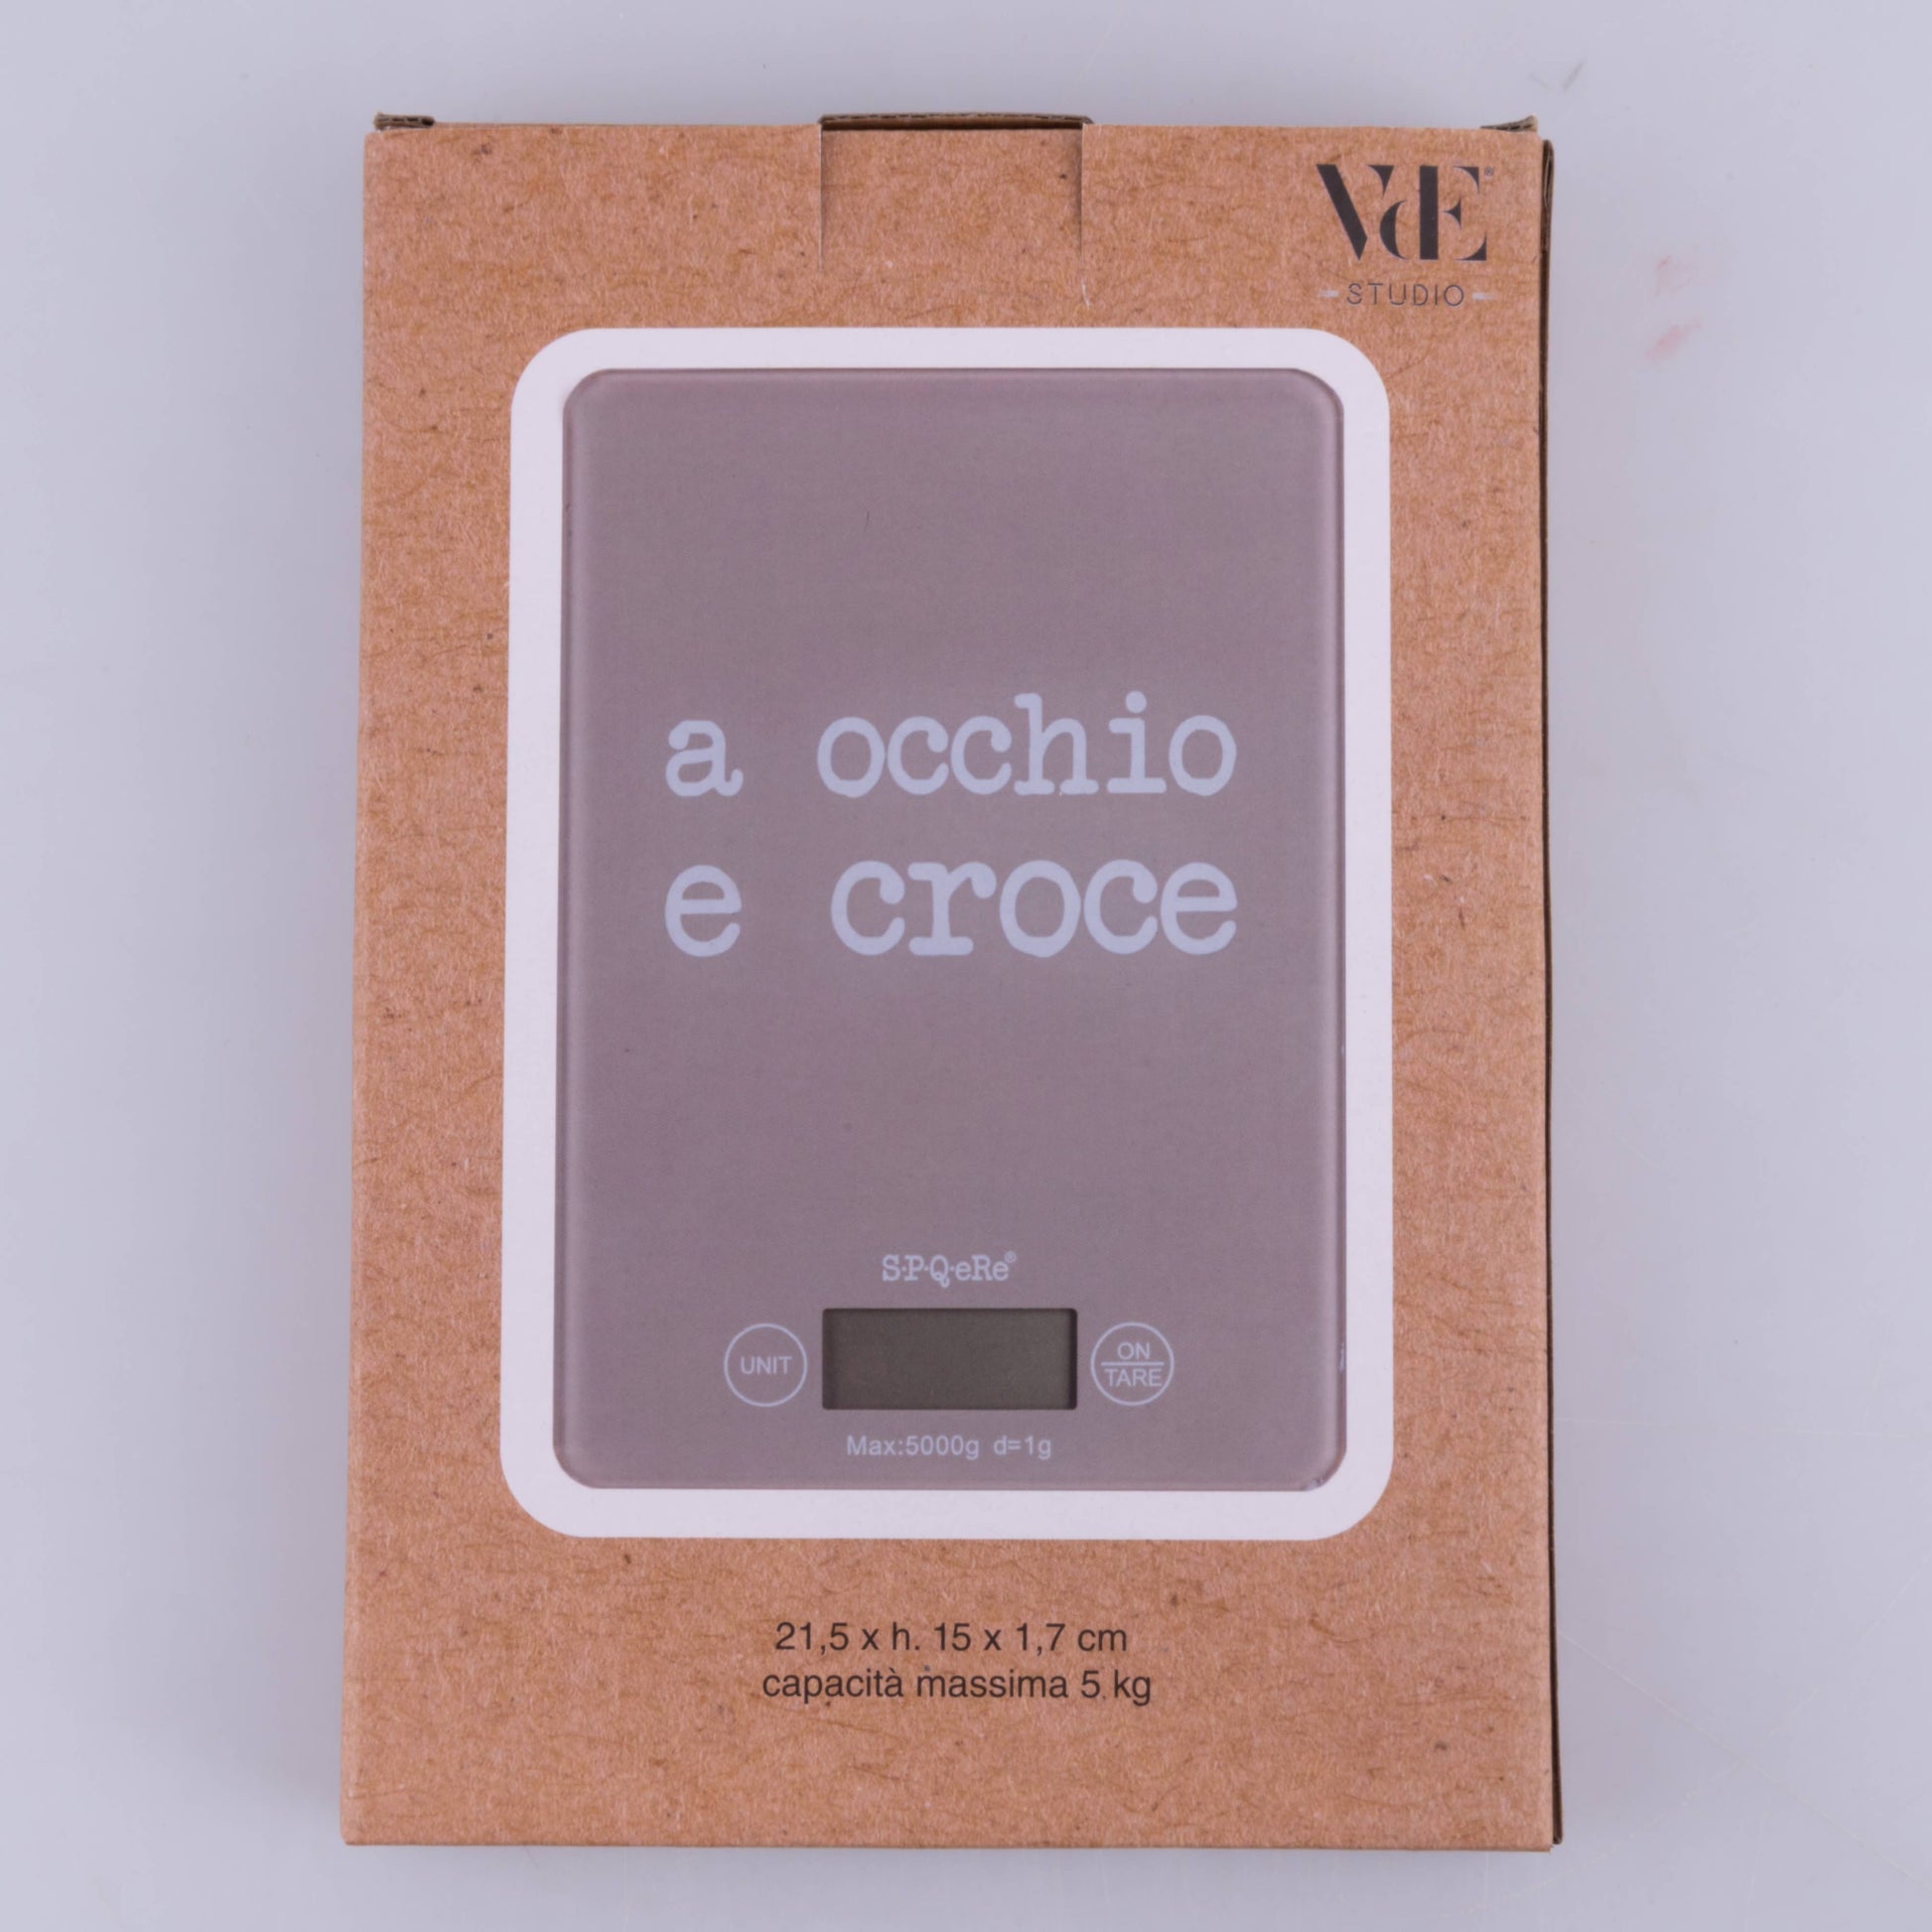 VdE®
STUDIO
a occhio
e croce
S·P·Q·eRe®
UNIT
ON
TARE
Max:5000g d=1g
21,5 x h. 15 x 1,7 cm
capacità massima 5 kg